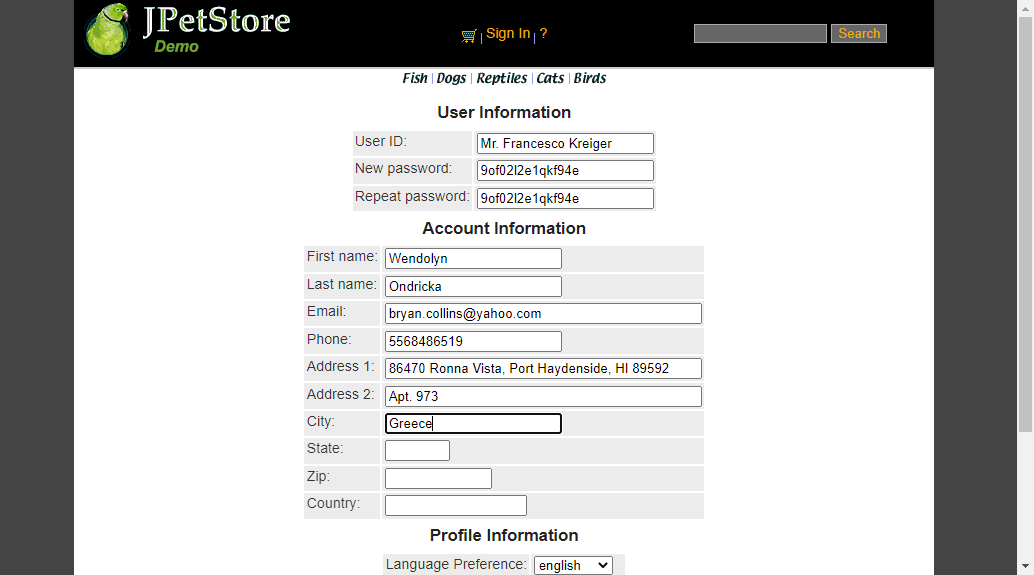 JPetStore
Demo
Sign In | ?
Search
Fish | Dogs | Reptiles | Cats | Birds
User Information
User ID: Mr. Francesco Kreiger
New password: 9of02l2e1qkf94e
Repeat password: 9of02l2e1qkf94e
Account Information
First name: Wendolyn
Last name: Ondricka
Email: bryan.collins@yahoo.com
Phone: 5568486519
Address 1: 86470 Ronna Vista, Port Haydenside, HI 89592
Address 2: Apt. 973
City: Greece
State:
Zip:
Country:
Profile Information
Language Preference: english